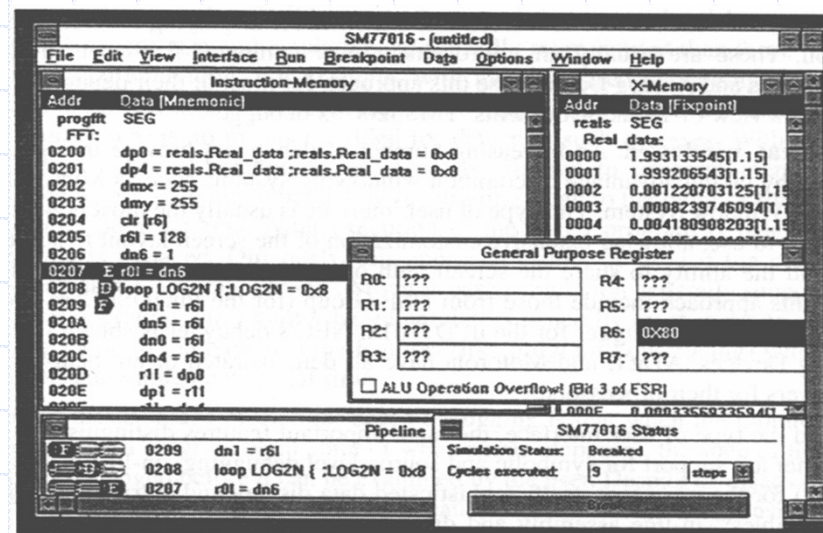 SM77016 - (untitled)
File Edit View Interface Run Breakpoint Data Options Window Help
Instruction-Memory
Addr Data [Mnemonic]
progfft SEG
FFT:
0200 dp0 = reals.Real_data ;reals.Real_data = 0x0
0201 dp4 = reals.Real_data ;reals.Real_data = 0x0
0202 dmx = 255
0203 dmy = 255
0204 clr (r6)
0205 r6l = 128
0206 dn6 = 1
0207 E r0l = dn6
0208 D loop LOG2N { ;LOG2N = 0x8
0209 F dn1 = r6l
020A dn5 = r6l
020B dn0 = r6l
020C dn4 = r6l
020D r1l = dp0
020E dp1 = r1l
X-Memory
Addr Data [Fixpoint]
reals SEG
Real_data:
0000 1.993133545[1.15]
0001 1.999206543[1.15]
0002 0.001220703125[1.15
0003 0.0008239746094[1.
0004 0.004180908203[1.15
General Purpose Register
R0: ??? R4: ???
R1: ??? R5: ???
R2: ??? R6: 0X80
R3: ??? R7: ???
ALU Operation Overflow! (Bit 3 of ESR)
000F 0.0003355933594[1
Pipeline
F 0209 dn1 = r6l
D 0208 loop LOG2N { ;LOG2N = 0x8
E 0207 r0l = dn6
SM77016 Status
Simulation Status: Breaked
Cycles executed: 9 steps